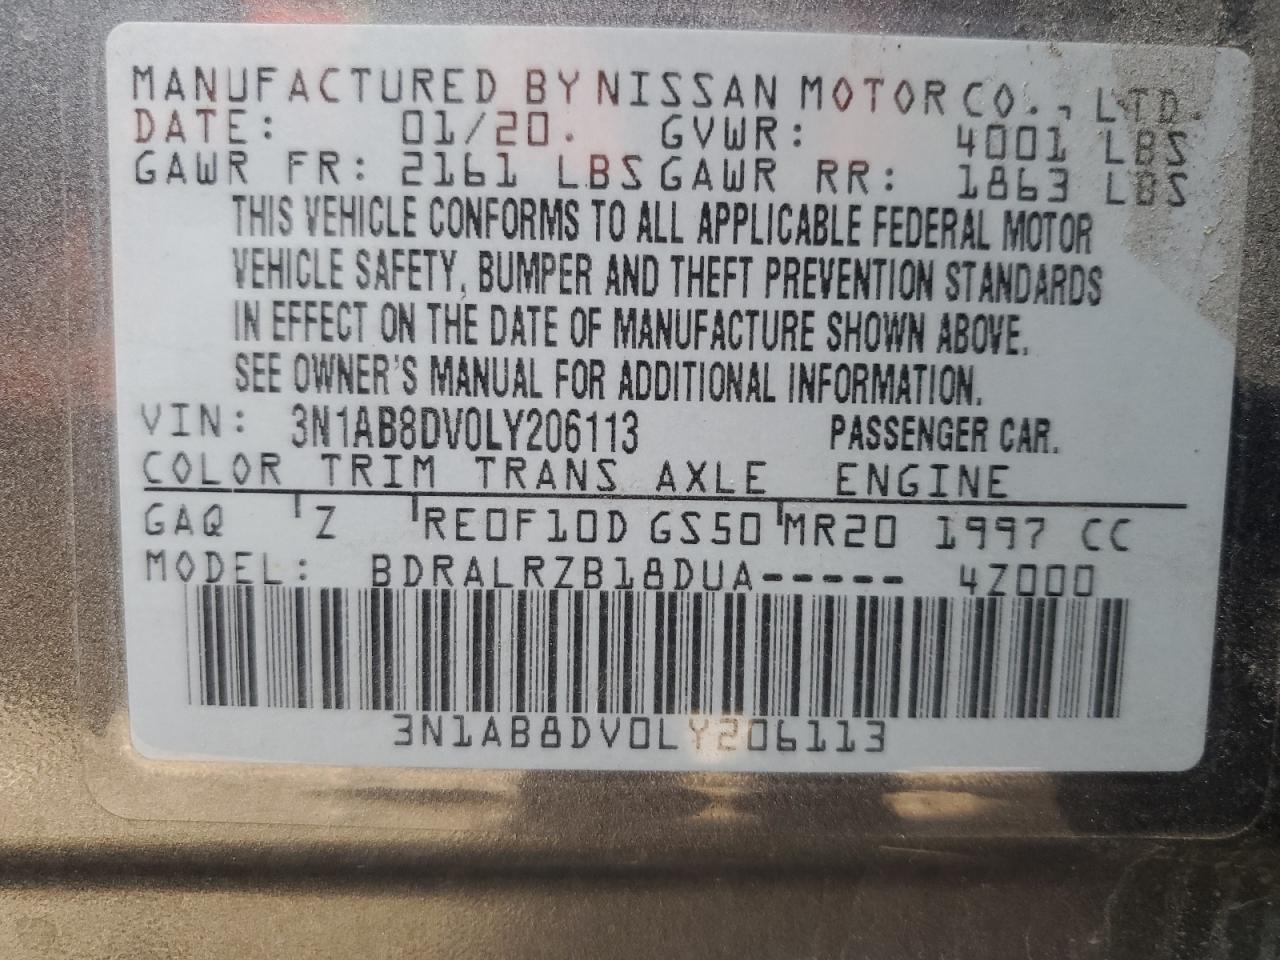 MANUFACTURED BY NISSAN MOTOR CO., LTD.
DATE: 01/20. GVWR: 4001 LBS
GAWR FR: 2161 LBS GAWR RR: 1863 LBS
THIS VEHICLE CONFORMS TO ALL APPLICABLE FEDERAL MOTOR
VEHICLE SAFETY, BUMPER AND THEFT PREVENTION STANDARDS
IN EFFECT ON THE DATE OF MANUFACTURE SHOWN ABOVE.
SEE OWNER'S MANUAL FOR ADDITIONAL INFORMATION.
VIN: 3N1AB8DV0LY206113 PASSENGER CAR.
COLOR TRIM TRANS AXLE ENGINE
GAQ Z RE0F10D GS50 MR20 1997 CC
MODEL: BDRALRZB18DUA----- 4Z000
3N1AB8DV0LY206113